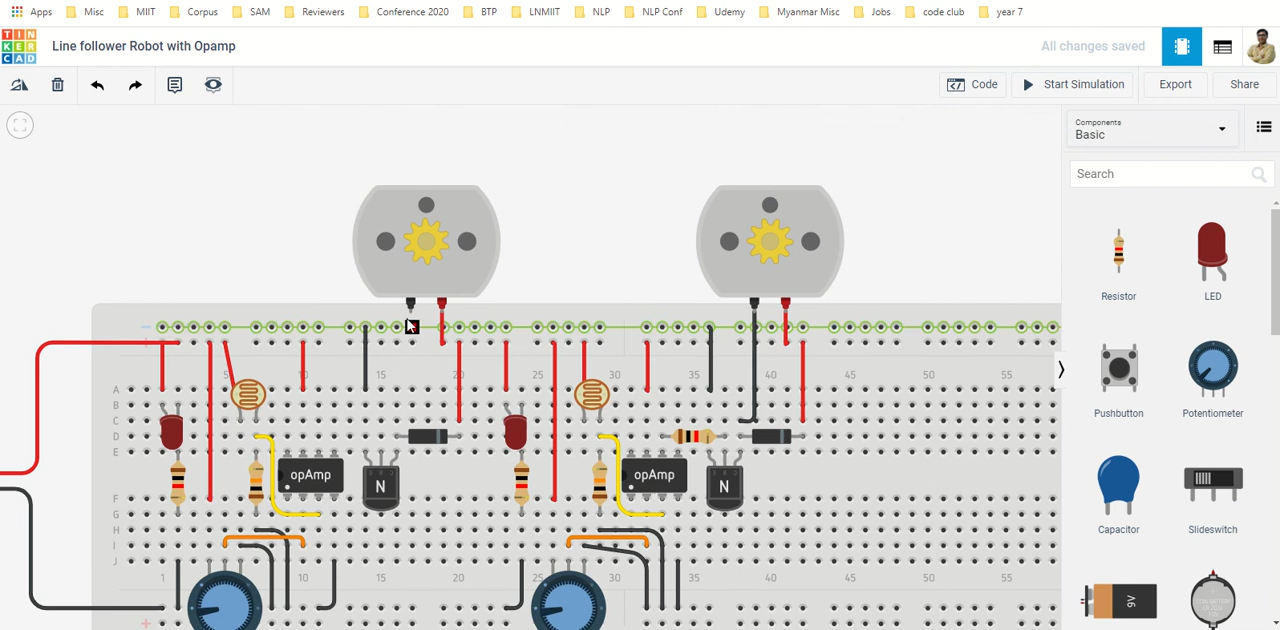 Apps Misc MIIT Corpus SAM Reviewers Conference 2020 BTP LNMIIT NLP NLP Conf Udemy Myanmar Misc Jobs code club year 7
TIN
KER
CAD
Line follower Robot with Opamp
All changes saved
Code
Start Simulation
Export
Share
Components
Basic
Search
Resistor
LED
Pushbutton
Potentiometer
Capacitor
Slideswitch
9V
5 10 15 20 25 30 35 40 45 50 55
A
B
C
D
E
opAmp
N
opAmp
N
F
G
H
I
J
1 10 15 20 30 35 40 45 50 55